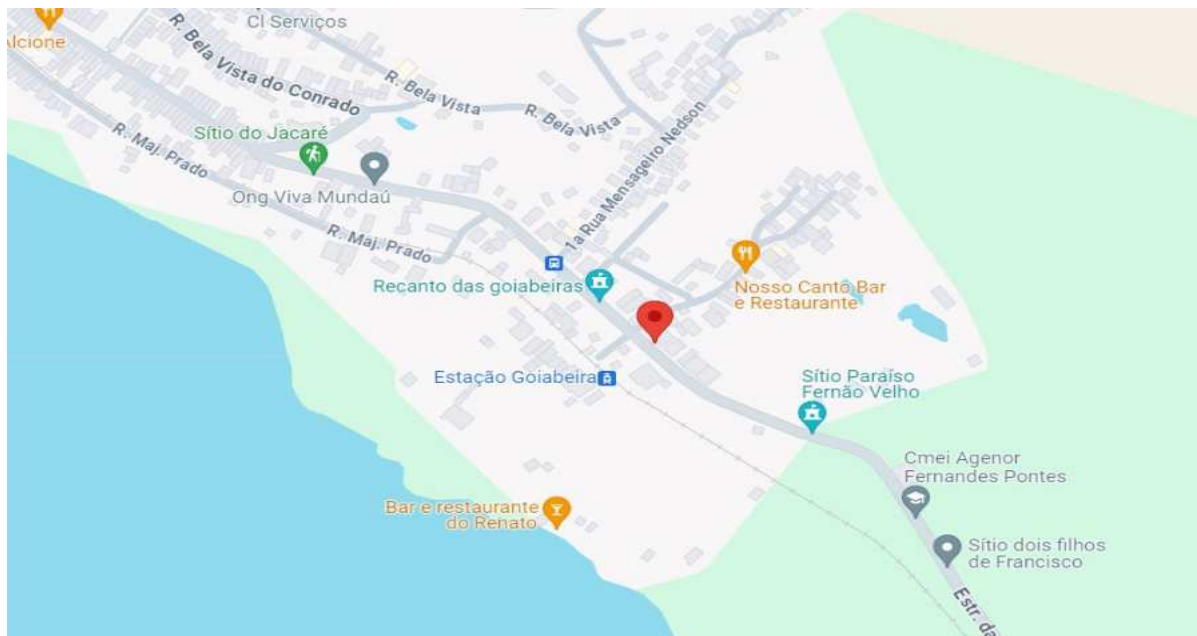 Cl Serviços
Alcione
R. Bela Vista do Conrado
R. Bela Vista
R. Bela Vista
Sítio do Jacaré
R. Maj. Prado
Ong Viva Mundaú
R. Maj. Prado
1a Rua Mensageiro Nedson
Recanto das goiabeiras
Nosso Canto Bar
e Restaurante
Estação Goiabeira
Sítio Paraíso
Fernão Velho
Cmei Agenor
Fernandes Pontes
Bar e restaurante
do Renato
Sítio dois filhos
de Francisco
Estr. da